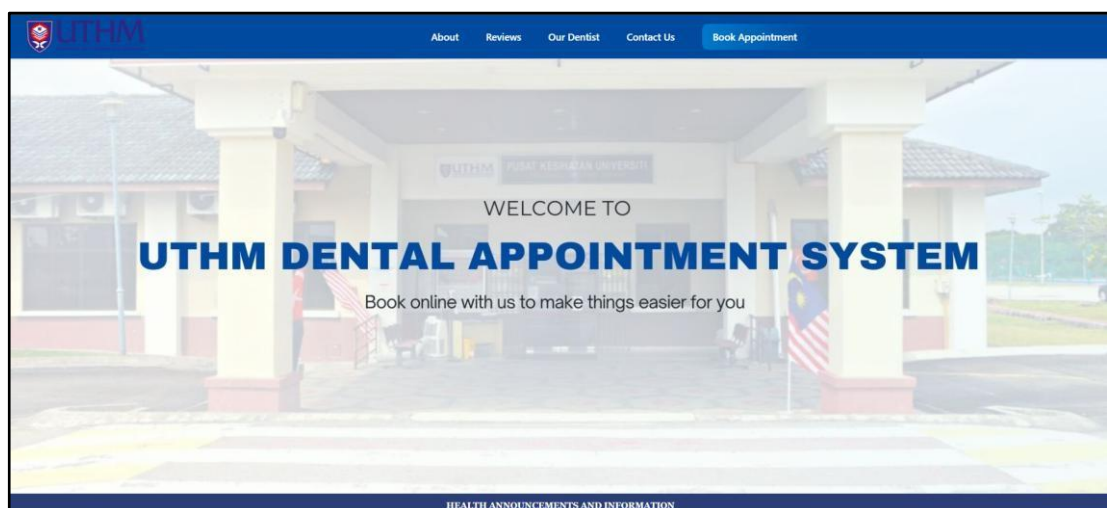 UTHM
About Reviews Our Dentist Contact Us Book Appointment
UTHM PUSAT KESIHATAN UNIVERSITI
WELCOME TO
UTHM DENTAL APPOINTMENT SYSTEM
Book online with us to make things easier for you
HEALTH ANNOUNCEMENTS AND INFORMATION